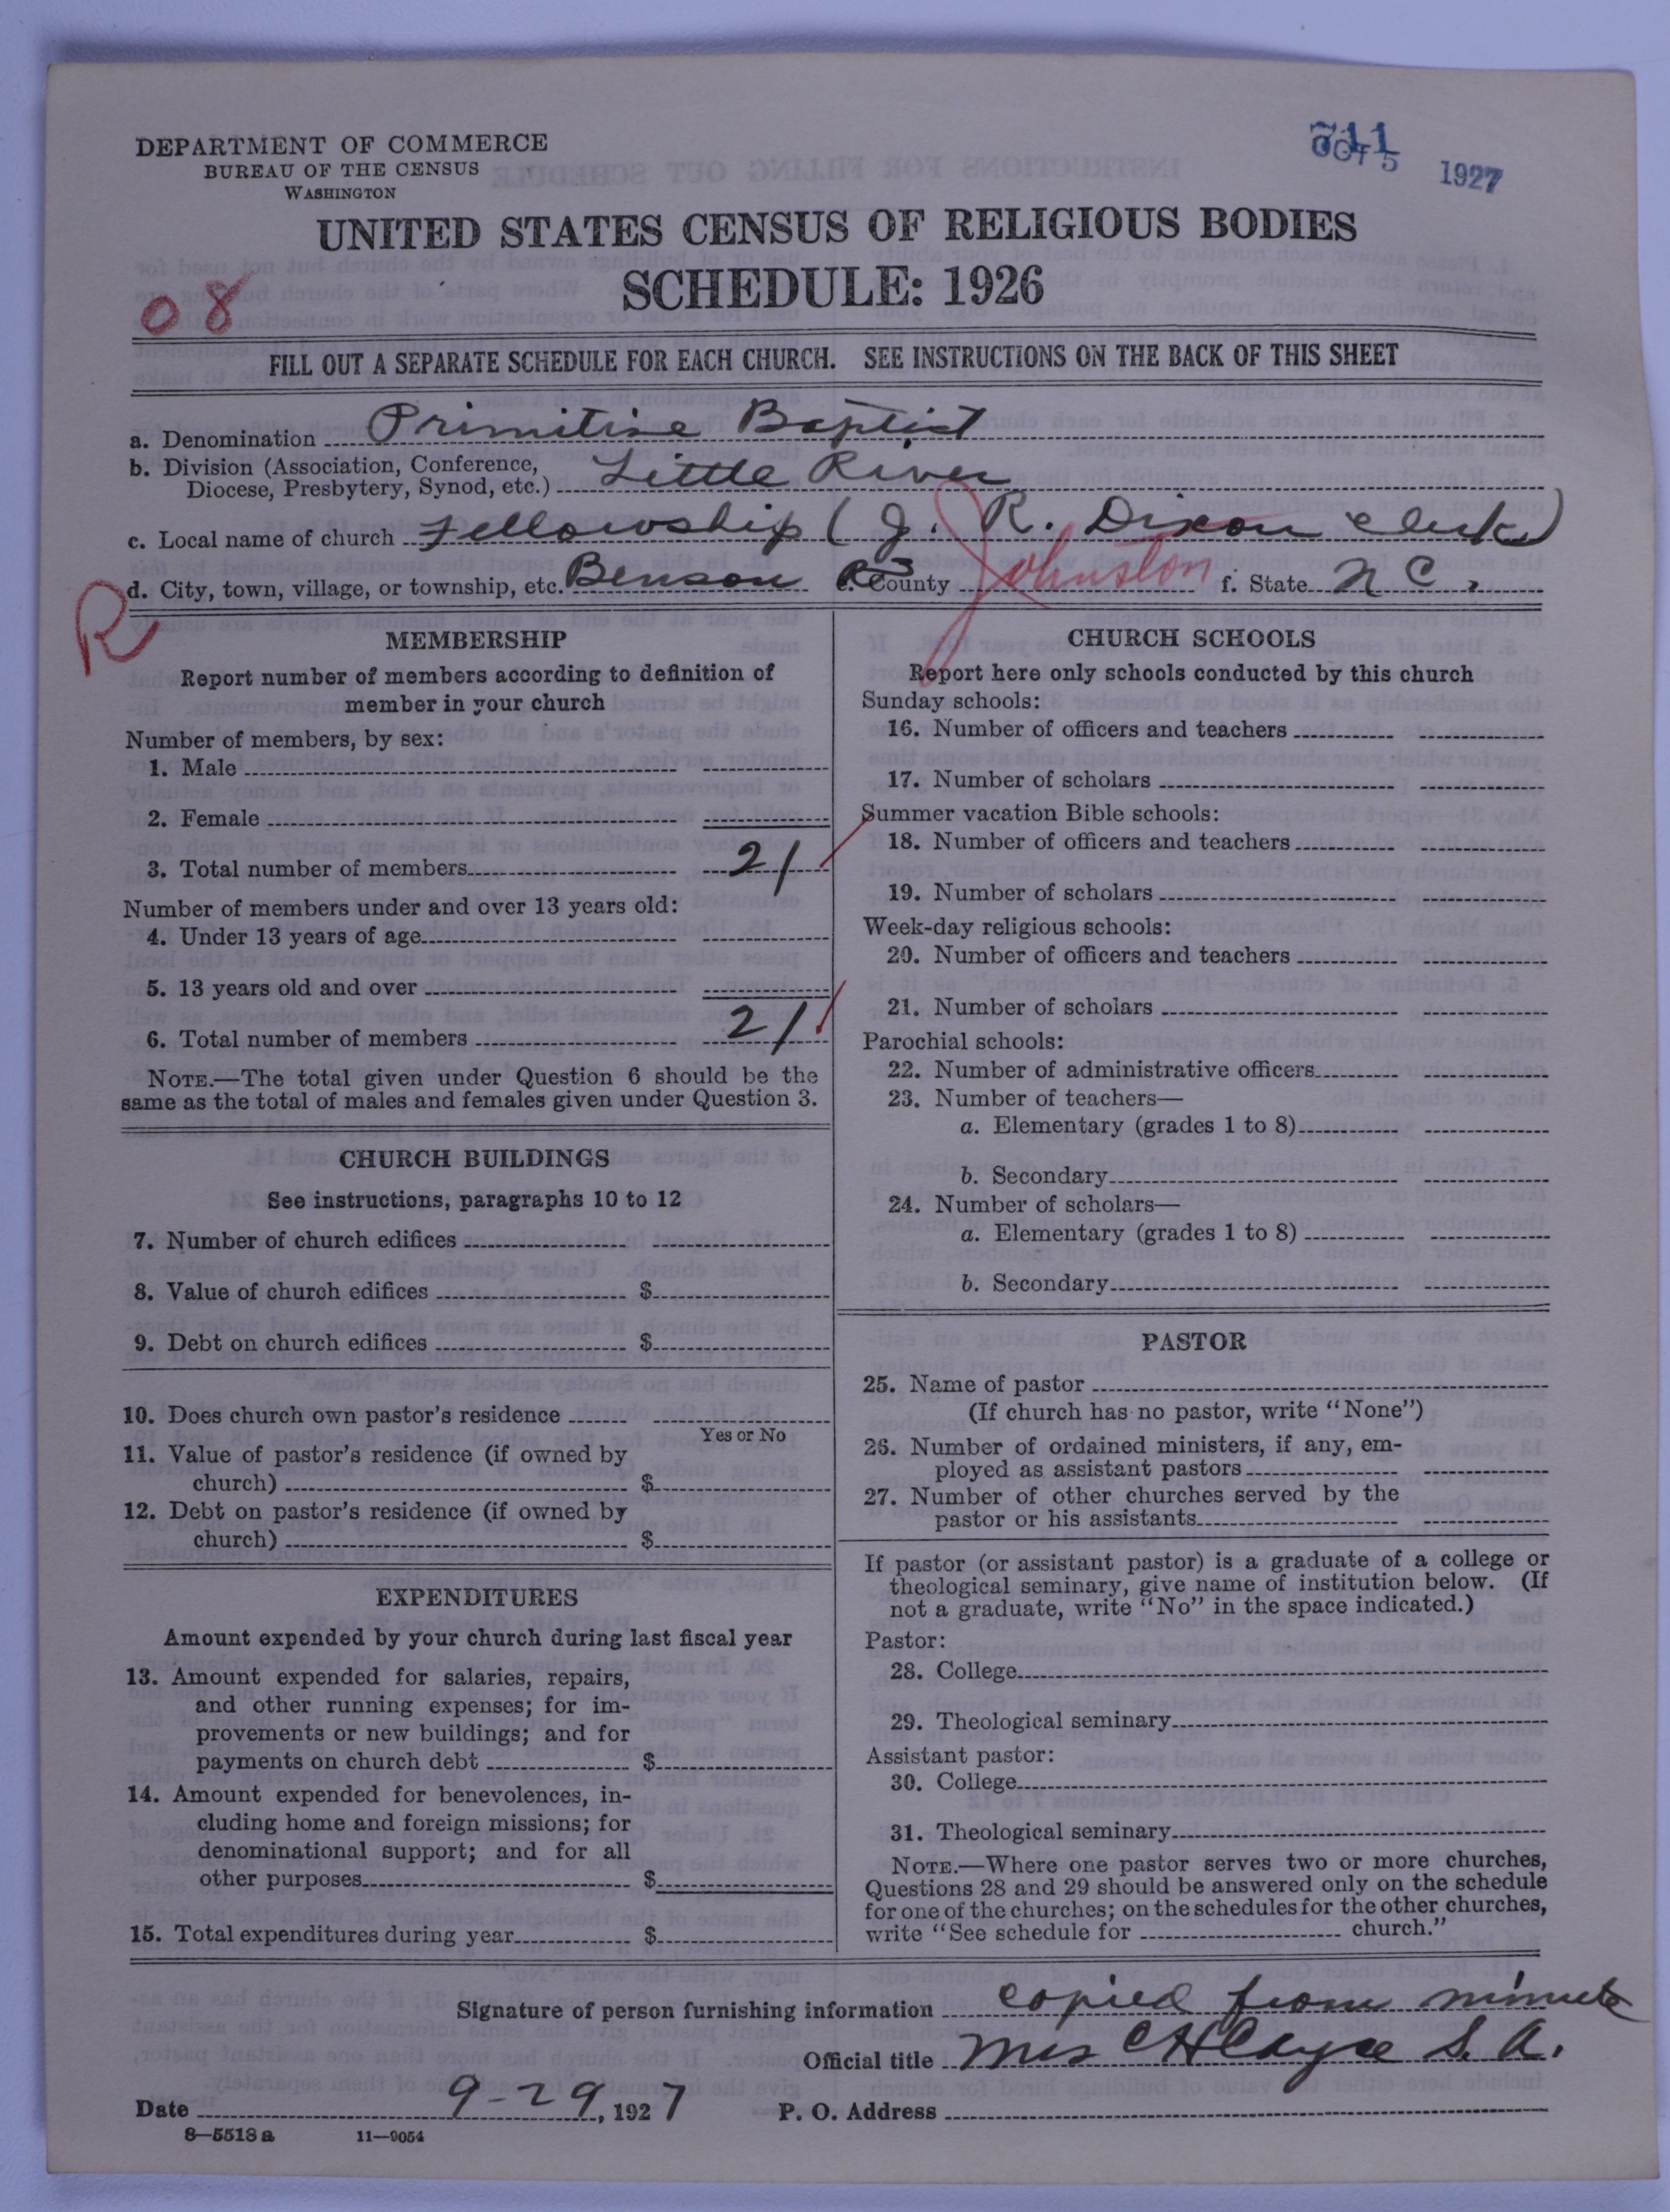 DEPARTMENT OF COMMERCE
BUREAU OF THE CENSUS
WASHINGTON
711
OCT 5 1927
UNITED STATES CENSUS OF RELIGIOUS BODIES
SCHEDULE: 1926
08
FILL OUT A SEPARATE SCHEDULE FOR EACH CHURCH. SEE INSTRUCTIONS ON THE BACK OF THIS SHEET
a. Denomination Primitive Baptist
b. Division (Association, Conference,
Diocese, Presbytery, Synod, etc.) Little River
c. Local name of church Fellowship (J. R. Dixon clerk)
d. City, town, village, or township, etc. Benson R3 e. County Johnston f. State N C.
R
MEMBERSHIP
Report number of members according to definition of
member in your church
Number of members, by sex:
1. Male
2. Female
3. Total number of members 21
Number of members under and over 13 years old:
4. Under 13 years of age
5. 13 years old and over
6. Total number of members 21
NOTE.—The total given under Question 6 should be the
same as the total of males and females given under Question 3.
CHURCH BUILDINGS
See instructions, paragraphs 10 to 12
7. Number of church edifices
8. Value of church edifices $
9. Debt on church edifices $
10. Does church own pastor's residence
Yes or No
11. Value of pastor's residence (if owned by
church) $
12. Debt on pastor's residence (if owned by
church) $
EXPENDITURES
Amount expended by your church during last fiscal year
13. Amount expended for salaries, repairs,
and other running expenses; for im-
provements or new buildings; and for
payments on church debt $
14. Amount expended for benevolences, in-
cluding home and foreign missions; for
denominational support; and for all
other purposes $
15. Total expenditures during year $
CHURCH SCHOOLS
Report here only schools conducted by this church
Sunday schools:
16. Number of officers and teachers
17. Number of scholars
Summer vacation Bible schools:
18. Number of officers and teachers
19. Number of scholars
Week-day religious schools:
20. Number of officers and teachers
21. Number of scholars
Parochial schools:
22. Number of administrative officers
23. Number of teachers—
a. Elementary (grades 1 to 8)
b. Secondary
24. Number of scholars—
a. Elementary (grades 1 to 8)
b. Secondary
PASTOR
25. Name of pastor
(If church has no pastor, write "None")
26. Number of ordained ministers, if any, em-
ployed as assistant pastors
27. Number of other churches served by the
pastor or his assistants
If pastor (or assistant pastor) is a graduate of a college or
theological seminary, give name of institution below. (If
not a graduate, write "No" in the space indicated.)
Pastor:
28. College
29. Theological seminary
Assistant pastor:
30. College
31. Theological seminary
NOTE.—Where one pastor serves two or more churches,
Questions 28 and 29 should be answered only on the schedule
for one of the churches; on the schedules for the other churches,
write "See schedule for church."
Signature of person furnishing information copied from minute
Official title Mrs C H Cayce S. A.
Date 9-29, 1927 P. O. Address
8—5518a 11—9054